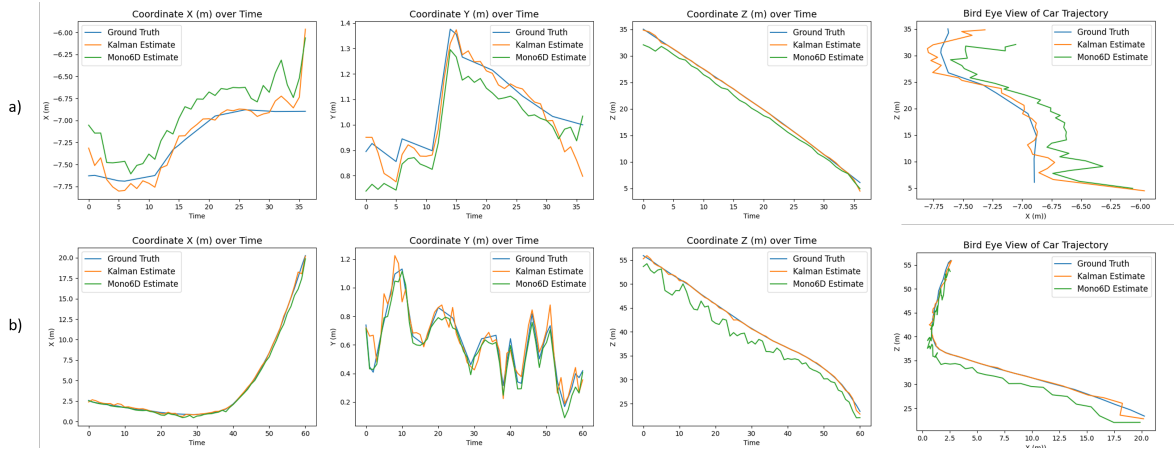 a)
Coordinate X (m) over Time
Ground Truth
Kalman Estimate
Mono6D Estimate
X (m)
−6.00
−6.25
−6.50
−6.75
−7.00
−7.25
−7.50
−7.75
0 5 10 15 20 25 30 35
Time
Coordinate Y (m) over Time
Ground Truth
Kalman Estimate
Mono6D Estimate
Y (m)
1.4
1.3
1.2
1.1
1.0
0.9
0.8
0.7
0 5 10 15 20 25 30 35
Time
Coordinate Z (m) over Time
Ground Truth
Kalman Estimate
Mono6D Estimate
Z (m)
35
30
25
20
15
10
5
0 5 10 15 20 25 30 35
Time
Bird Eye View of Car Trajectory
Ground Truth
Kalman Estimate
Mono6D Estimate
Z (m)
35
30
25
20
15
10
5
−7.75 −7.50 −7.25 −7.00 −6.75 −6.50 −6.25 −6.00
X (m))
b)
Coordinate X (m) over Time
Ground Truth
Kalman Estimate
Mono6D Estimate
X (m)
20.0
17.5
15.0
12.5
10.0
7.5
5.0
2.5
0.0
0 10 20 30 40 50 60
Time
Coordinate Y (m) over Time
Ground Truth
Kalman Estimate
Mono6D Estimate
Y (m)
1.2
1.0
0.8
0.6
0.4
0.2
0 10 20 30 40 50 60
Time
Coordinate Z (m) over Time
Ground Truth
Kalman Estimate
Mono6D Estimate
Z (m)
55
50
45
40
35
30
25
0 10 20 30 40 50 60
Time
Bird Eye View of Car Trajectory
Ground Truth
Kalman Estimate
Mono6D Estimate
Z (m)
55
50
45
40
35
30
25
0.0 2.5 5.0 7.5 10.0 12.5 15.0 17.5 20.0
X (m))